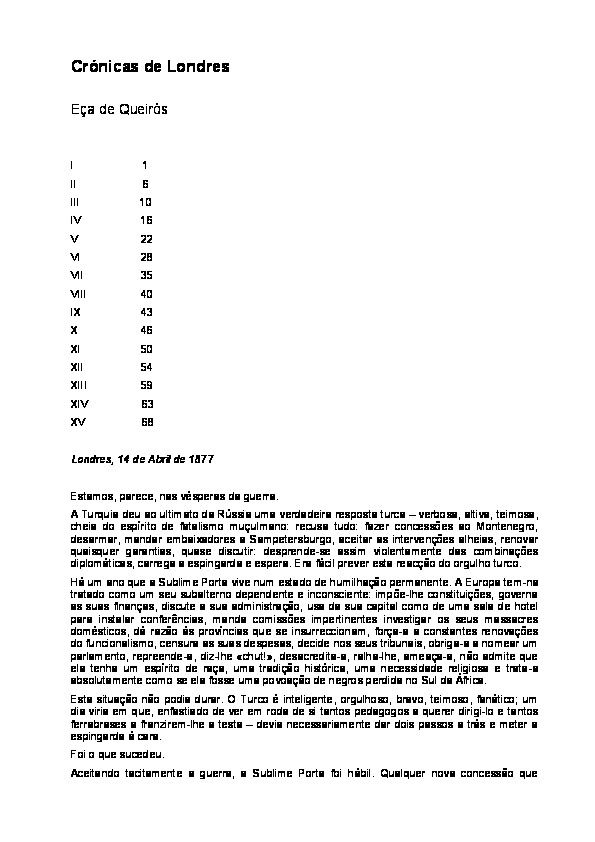 Crónicas de Londres
Eça de Queirós
I 1
II 6
III 10
IV 16
V 22
VI 28
VII 35
VIII 40
IX 43
X 46
XI 50
XII 54
XIII 59
XIV 63
XV 68
Londres, 14 de Abril de 1877
Estamos, parece, nas vésperas da guerra.
A Turquia deu ao ultimato da Rússia uma verdadeira resposta turca – verbosa, altiva, teimosa,
cheia do espírito de fatalismo muçulmano: recusa tudo: fazer concessões ao Montenegro,
desarmar, mandar embaixadores a Sampetersburgo, aceitar as intervenções alheias, renovar
quaisquer garantias, quase discutir: desprende-se assim violentamente das combinações
diplomáticas, carrega a espingarda e espera. Era fácil prever esta reacção do orgulho turco.
Há um ano que a Sublime Porta vive num estado de humilhação permanente. A Europa tem-na
tratado como um seu subalterno dependente e inconsciente: impõe-lhe constituições, governa
as suas finanças, discute a sua administração, usa da sua capital como de uma sala de hotel
para instalar conferências, manda comissões impertinentes investigar os seus massacres
domésticos, dá razão às províncias que se insurreccionam, força-a a constantes renovações
do funcionalismo, censura as suas despesas, decide nos seus tribunais, obriga-a a nomear um
parlamento, repreende-a, diz-lhe «chut!», desacredita-a, ralha-lhe, ameaça-a, não admite que
ela tenha um espírito de raça, uma tradição histórica, uma necessidade religiosa e trata-a
absolutamente como se ela fosse uma povoação de negros perdida no Sul da África.
Esta situação não podia durar. O Turco é inteligente, orgulhoso, bravo, teimoso, fanático; um
dia viria em que, enfastiado de ver em roda de si tantos pedagogos a querer dirigi-lo e tantos
ferrabrases a franzirem-lhe a testa – devia necessariamente dar dois passos a trás e meter a
espingarda à cara.
Foi o que sucedeu.
Aceitando tacitamente a guerra, a Sublime Porta foi hábil. Qualquer nova concessão que